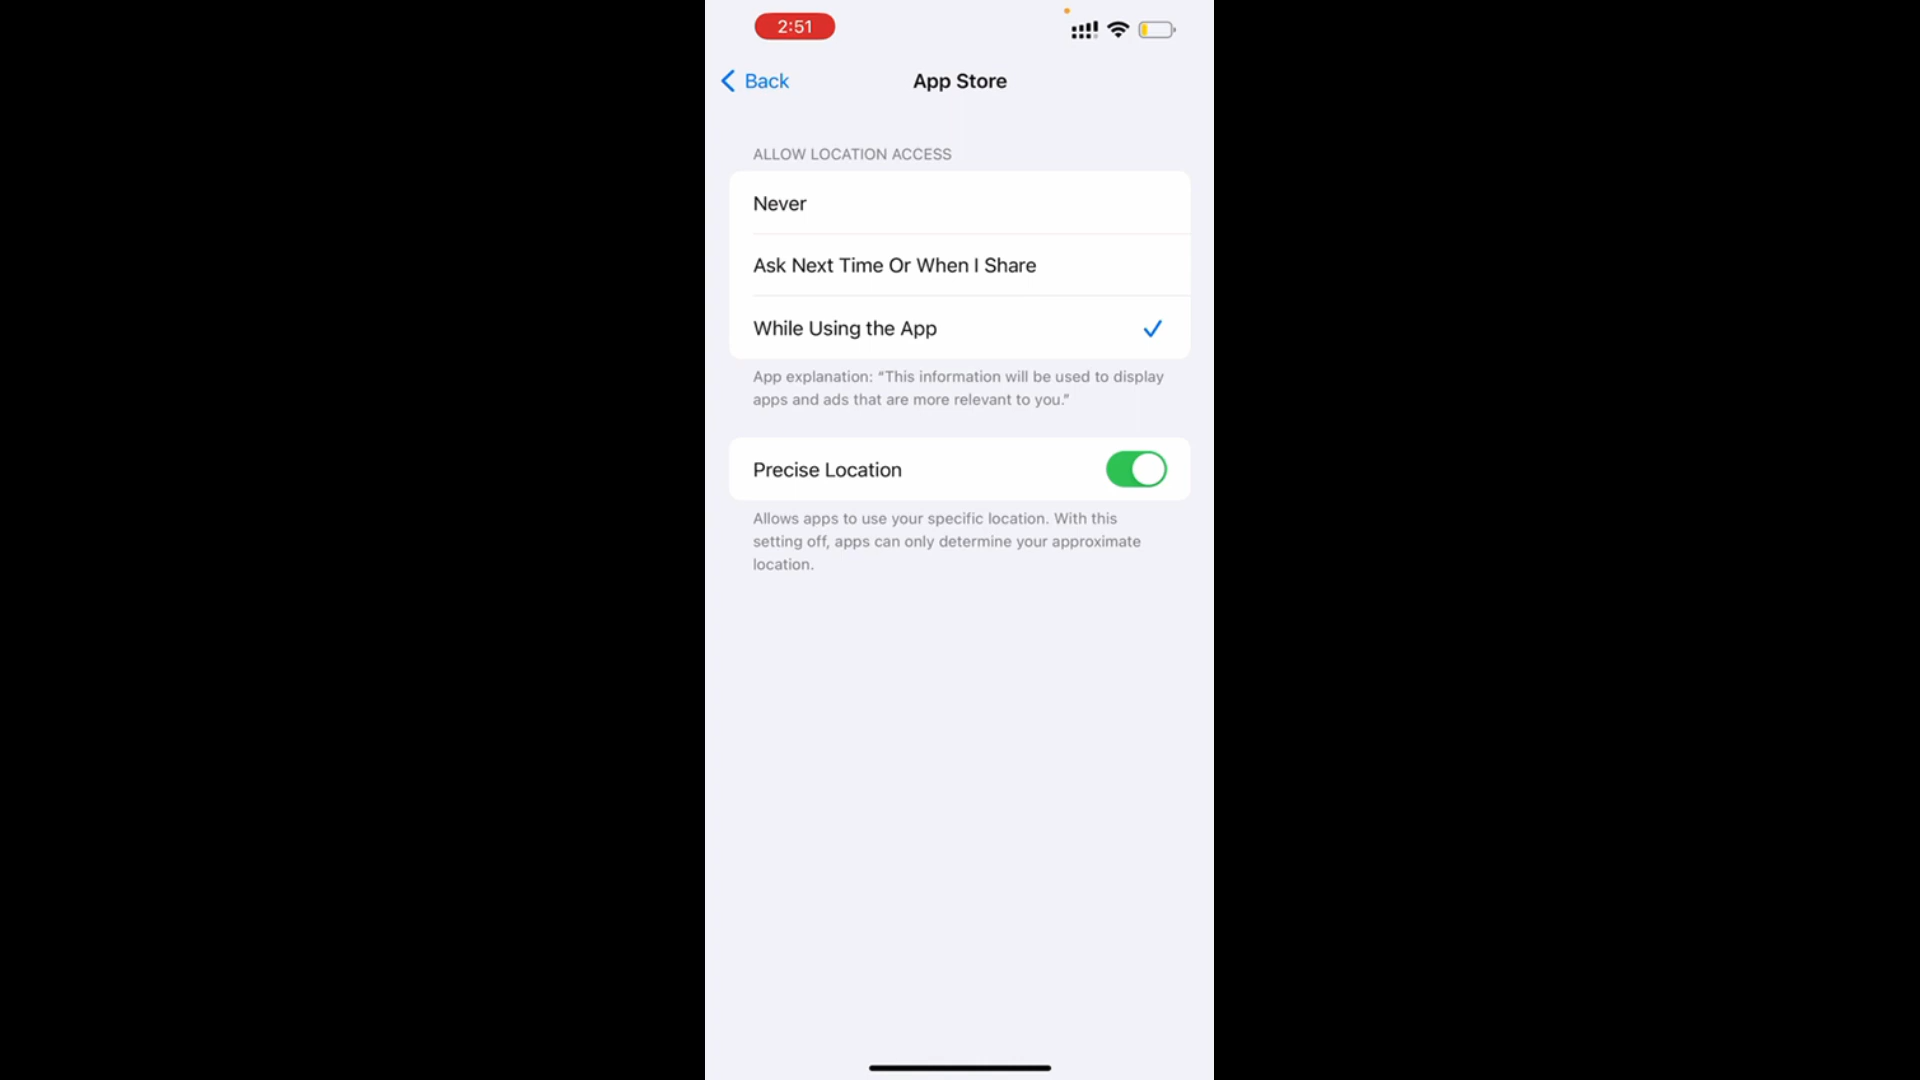 2:51
Back
App Store
ALLOW LOCATION ACCESS
Never
Ask Next Time Or When I Share
While Using the App
App explanation: “This information will be used to display
apps and ads that are more relevant to you.”
Precise Location
Allows apps to use your specific location. With this
setting off, apps can only determine your approximate
location.